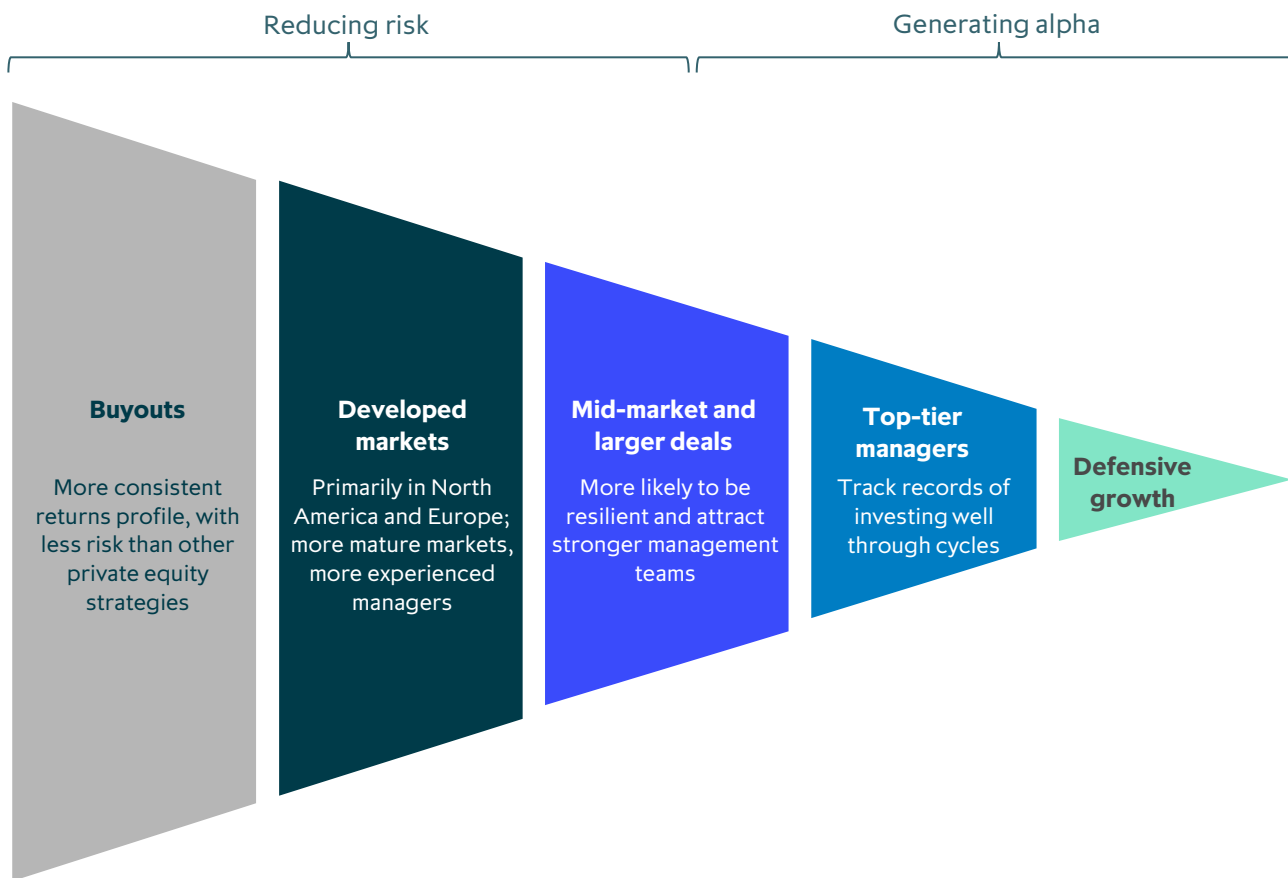 Reducing risk
Generating alpha
Buyouts
More consistent
returns profile, with
less risk than other
private equity
strategies
Developed
markets
Primarily in North
America and Europe;
more mature markets,
more experienced
managers
Mid-market and
larger deals
More likely to be
resilient and attract
stronger management
teams
Top-tier
managers
Track records of
investing well
through cycles
Defensive
growth